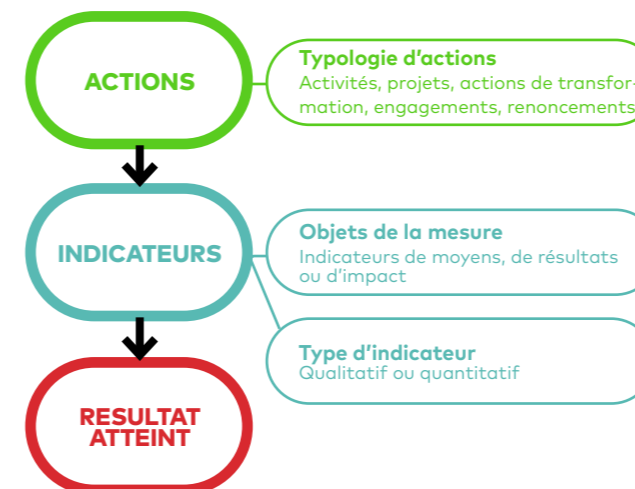 ACTIONS
Typologie d'actions
Activités, projets, actions de transfor-
mation, engagements, renoncements
INDICATEURS
Objets de la mesure
Indicateurs de moyens, de résultats
ou d'impact
Type d'indicateur
Qualitatif ou quantitatif
RESULTAT
ATTEINT